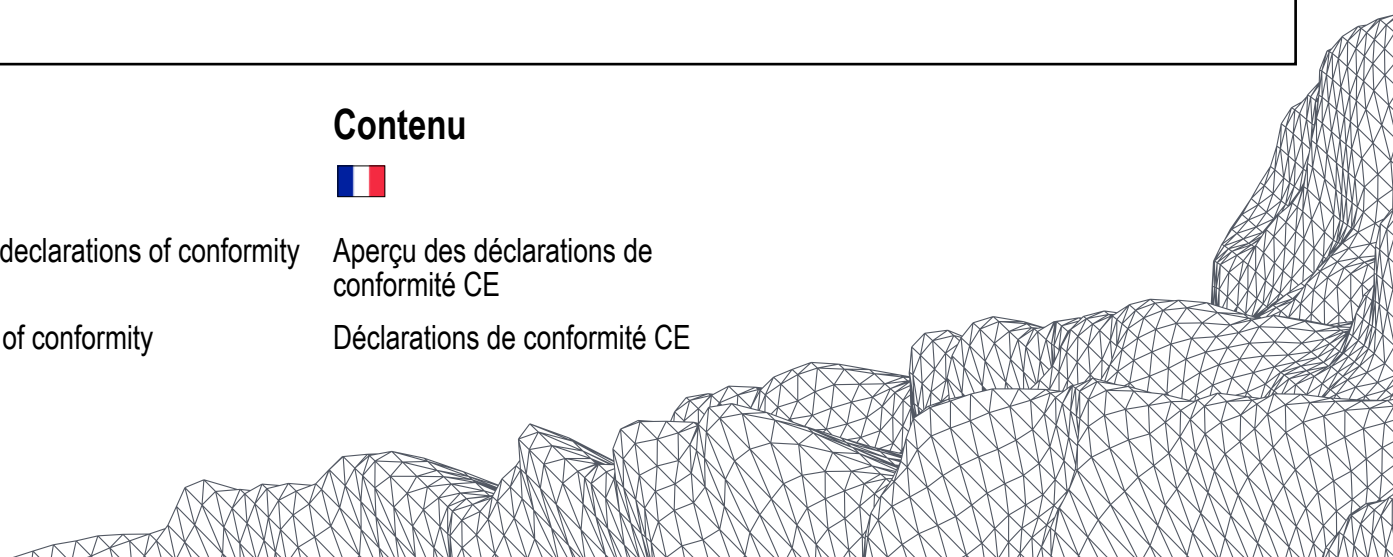 Contenu
declarations of conformity
of conformity
Aperçu des déclarations de
conformité CE
Déclarations de conformité CE